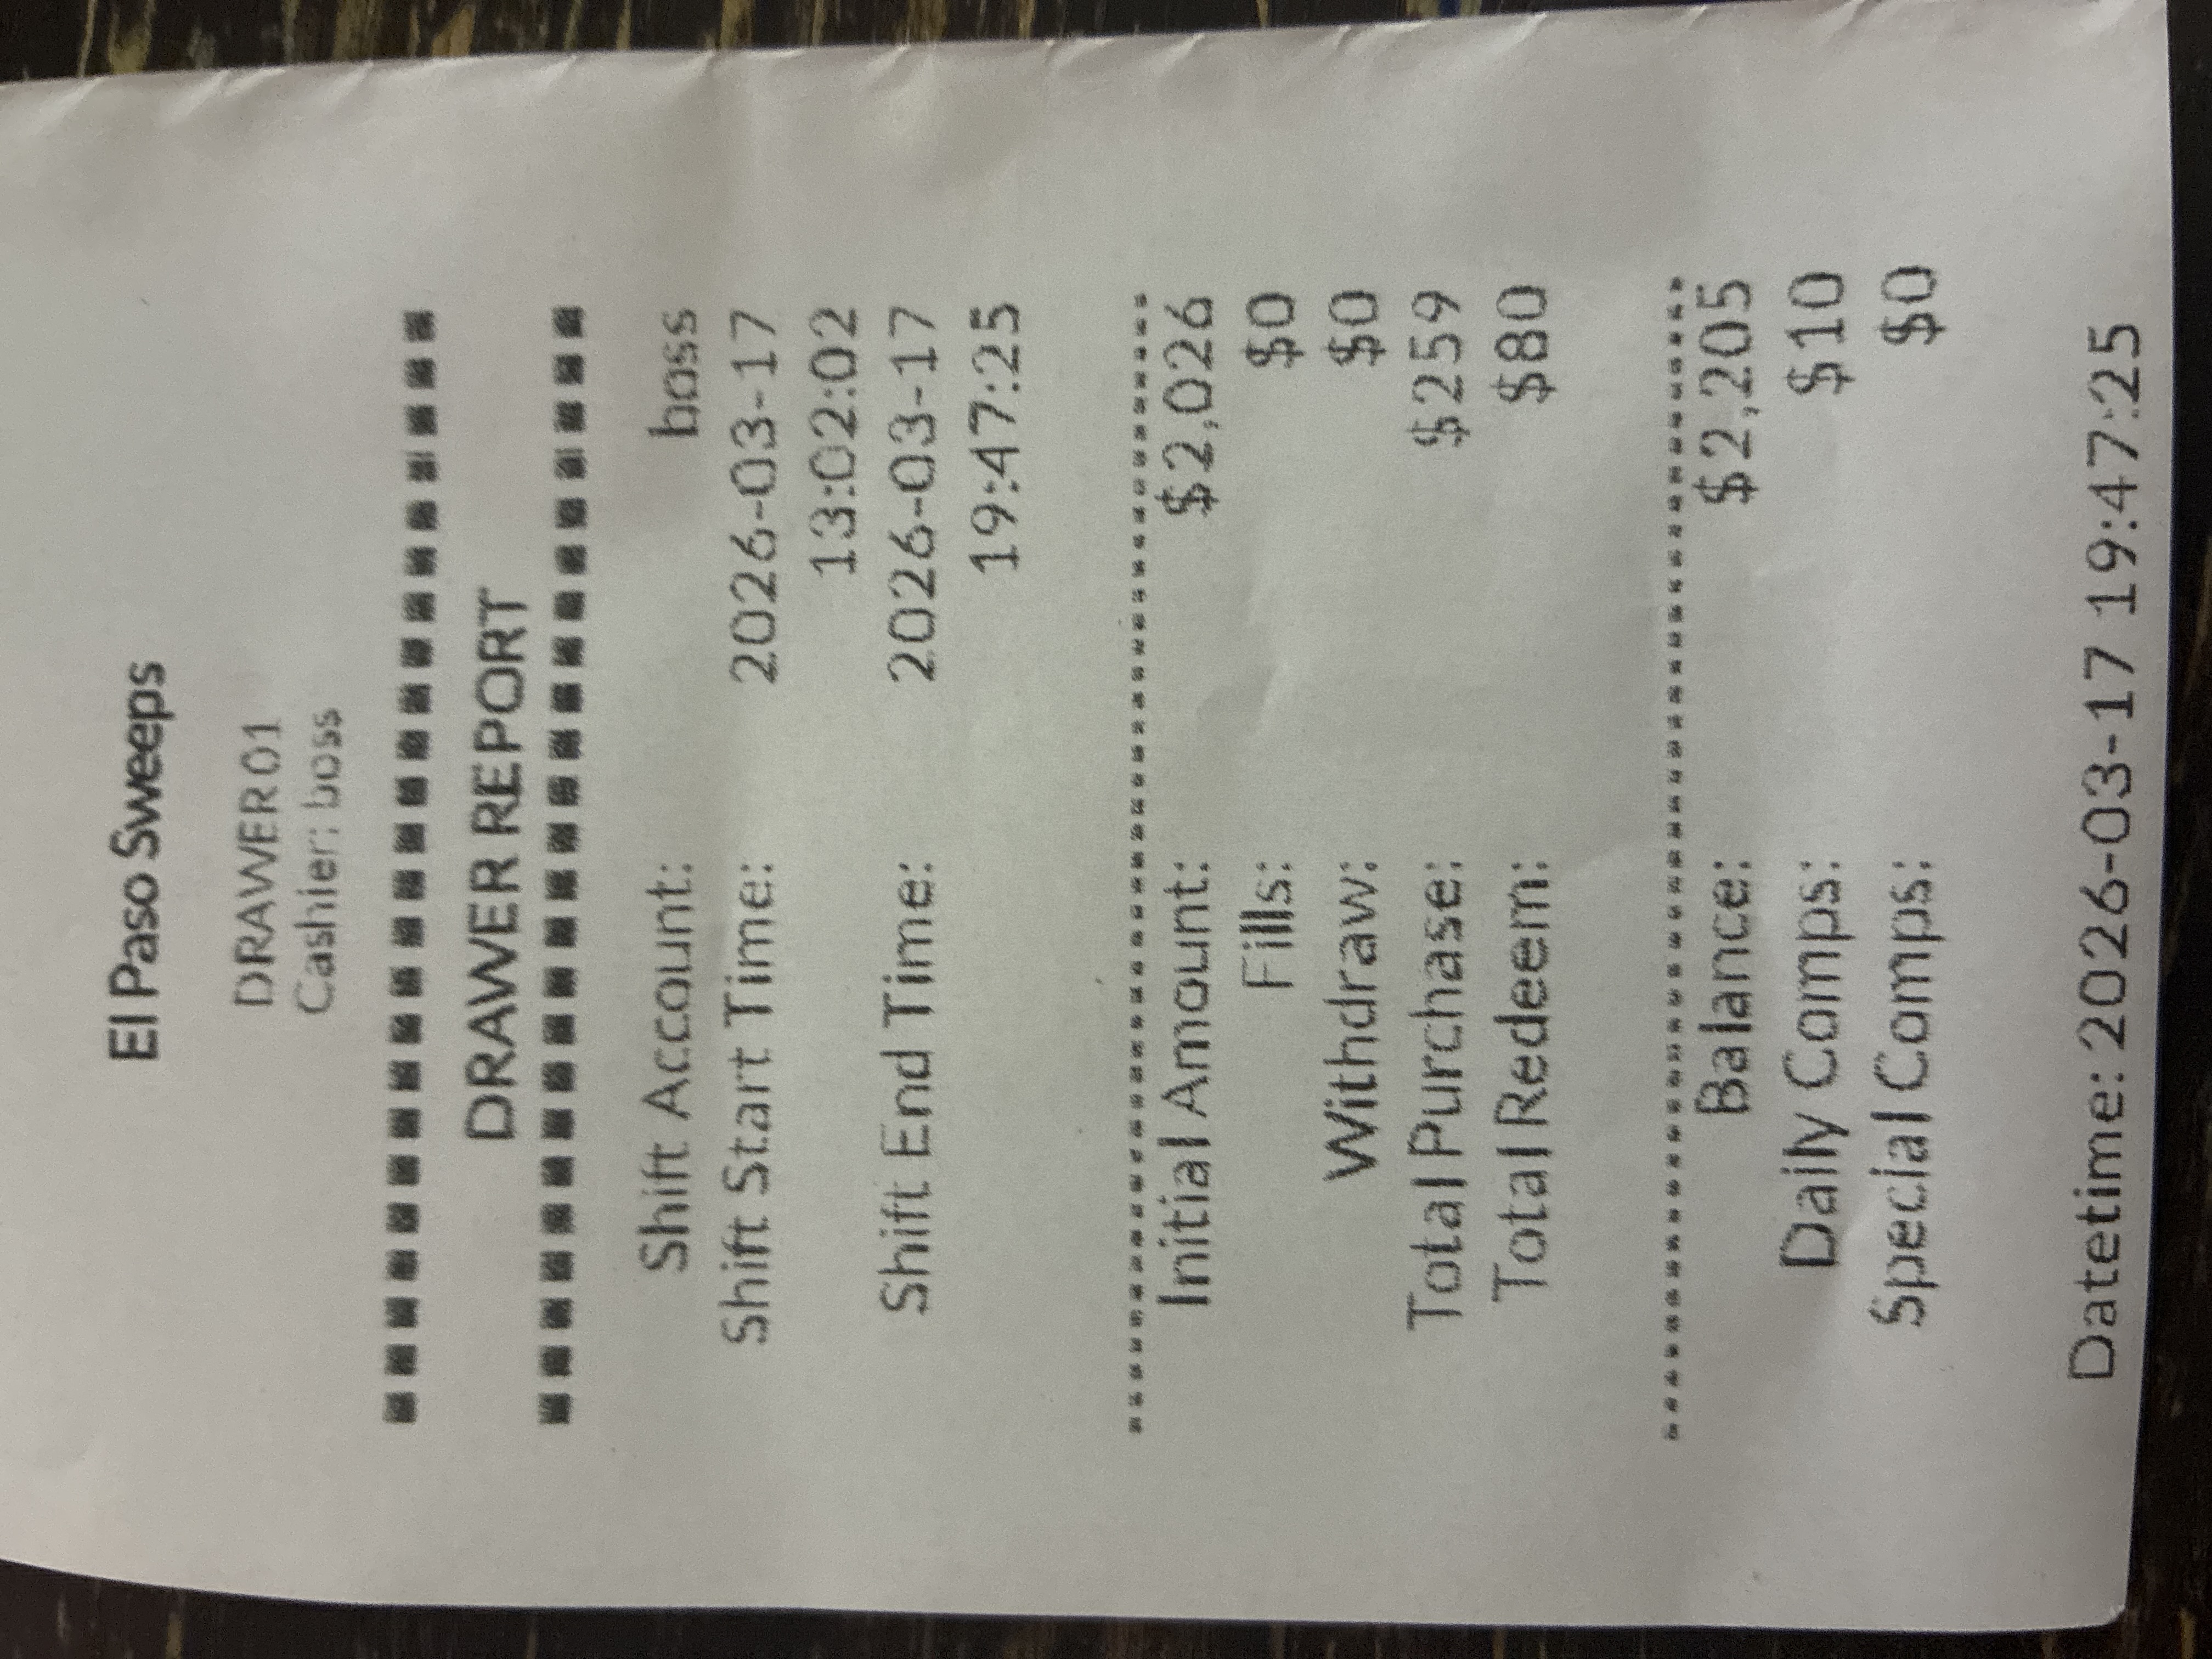 El Paso Sweeps
DRAWER01
Cashier: boss
DRAWER REPORT
Shift Account: boss
Shift Start Time: 2026-03-17
13:02:02
Shift End Time: 2026-03-17
19:47:25
Initial Amount: $2,026
Fills: $0
Withdraw: $0
Total Purchase: $259
Total Redeem: $80
Balance: $2,205
Daily Comps: $10
Special Comps: $0
Datetime: 2026-03-17 19:47:25